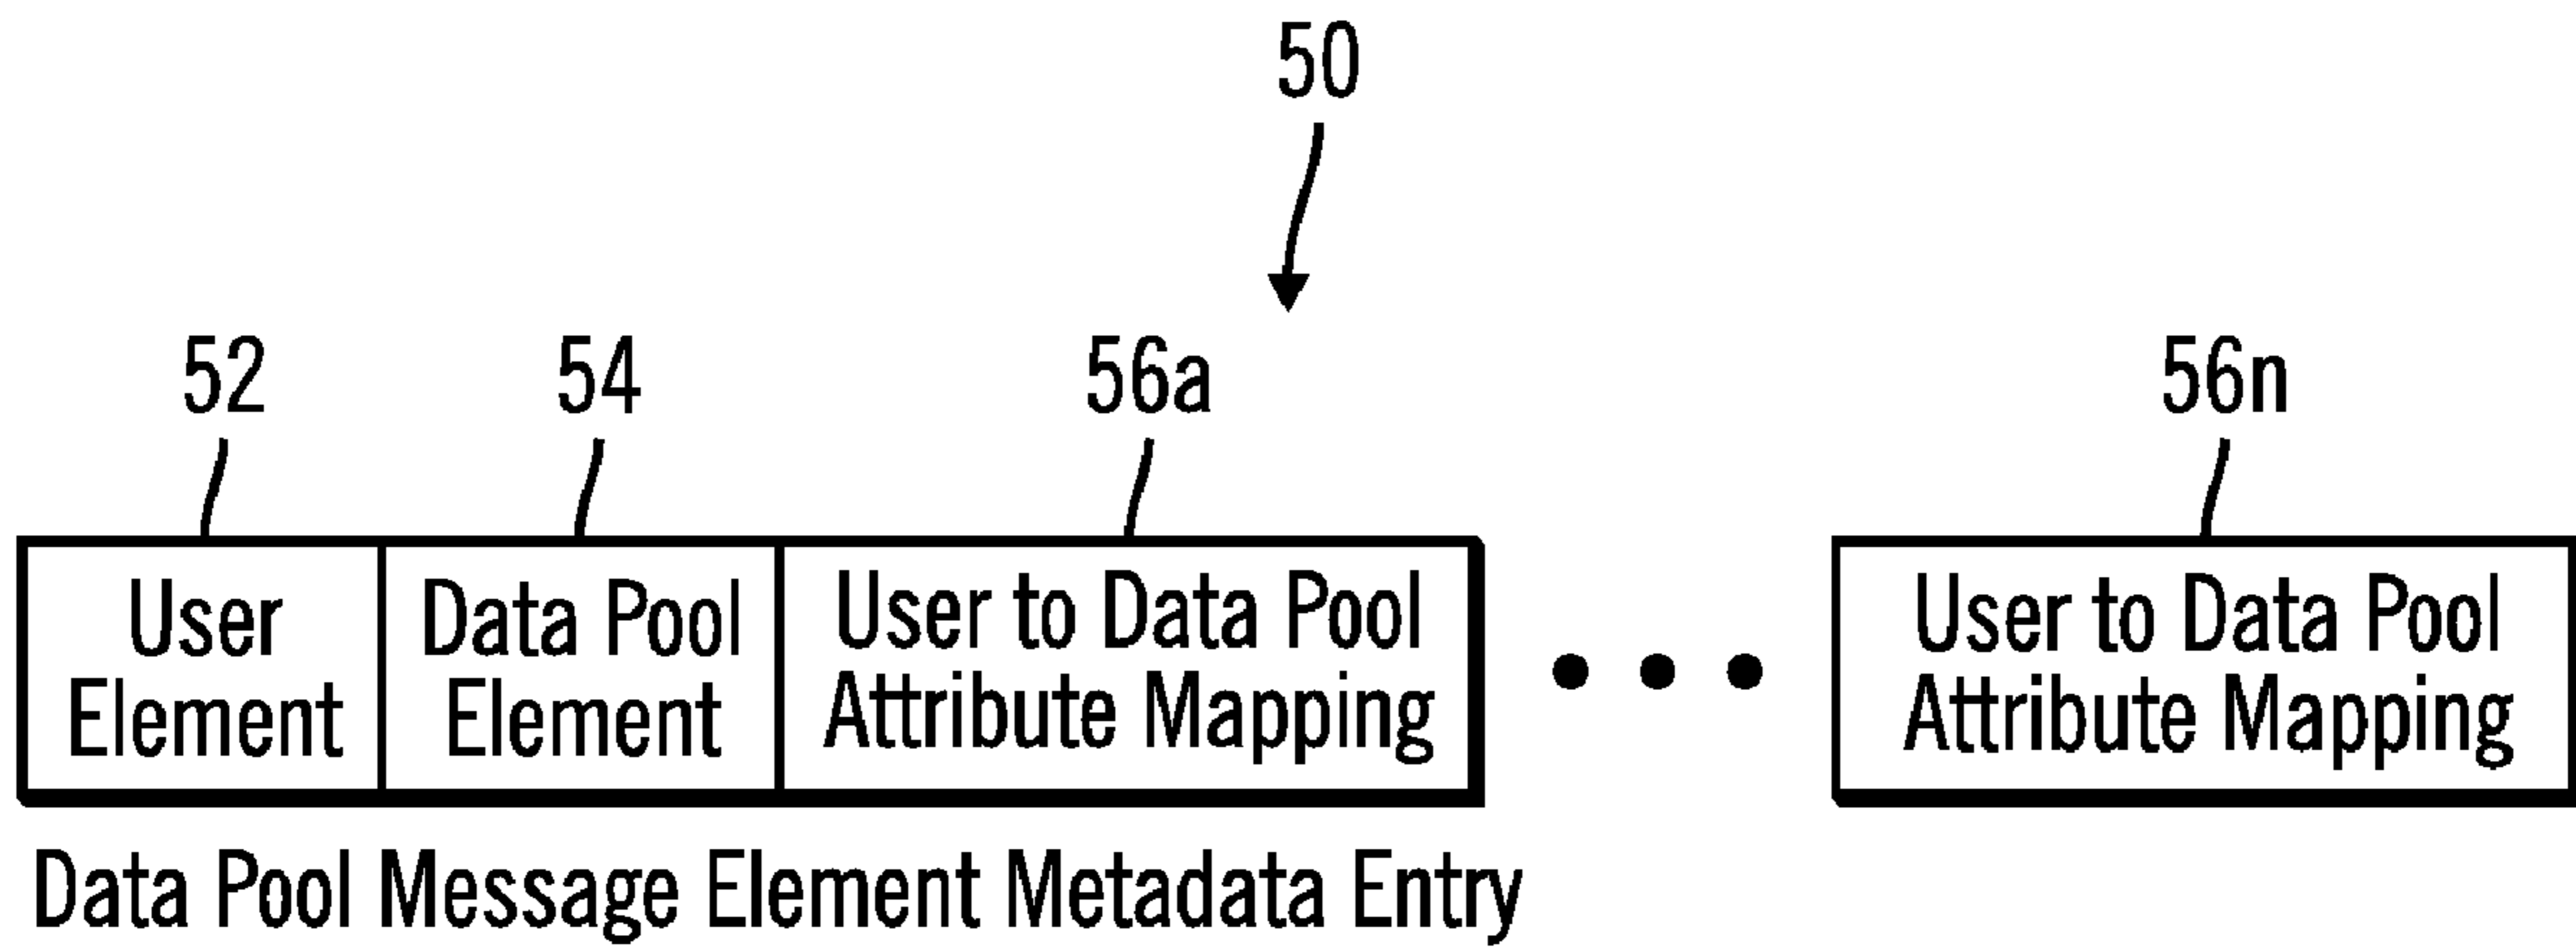 50
52
54
56a
56n
User
Element
Data Pool
Element
User to Data Pool
Attribute Mapping
User to Data Pool
Attribute Mapping
Data Pool Message Element Metadata Entry